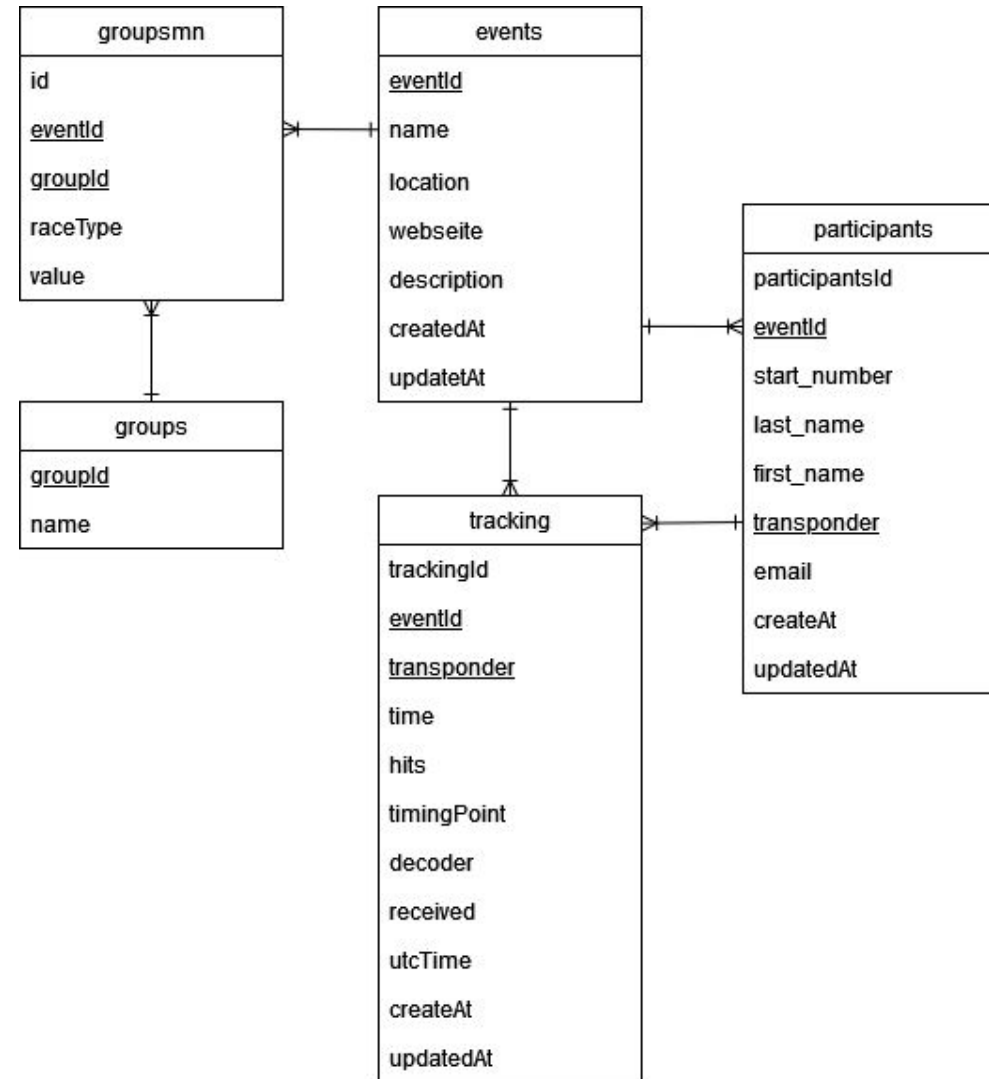 groupsmn
id
eventId
groupId
raceType
value
events
eventId
name
location
webseite
description
createdAt
updatetAt
participants
participantsId
eventId
start_number
last_name
first_name
transponder
email
createAt
updatedAt
groups
groupId
name
tracking
trackingId
eventId
transponder
time
hits
timingPoint
decoder
received
utcTime
createAt
updatedAt